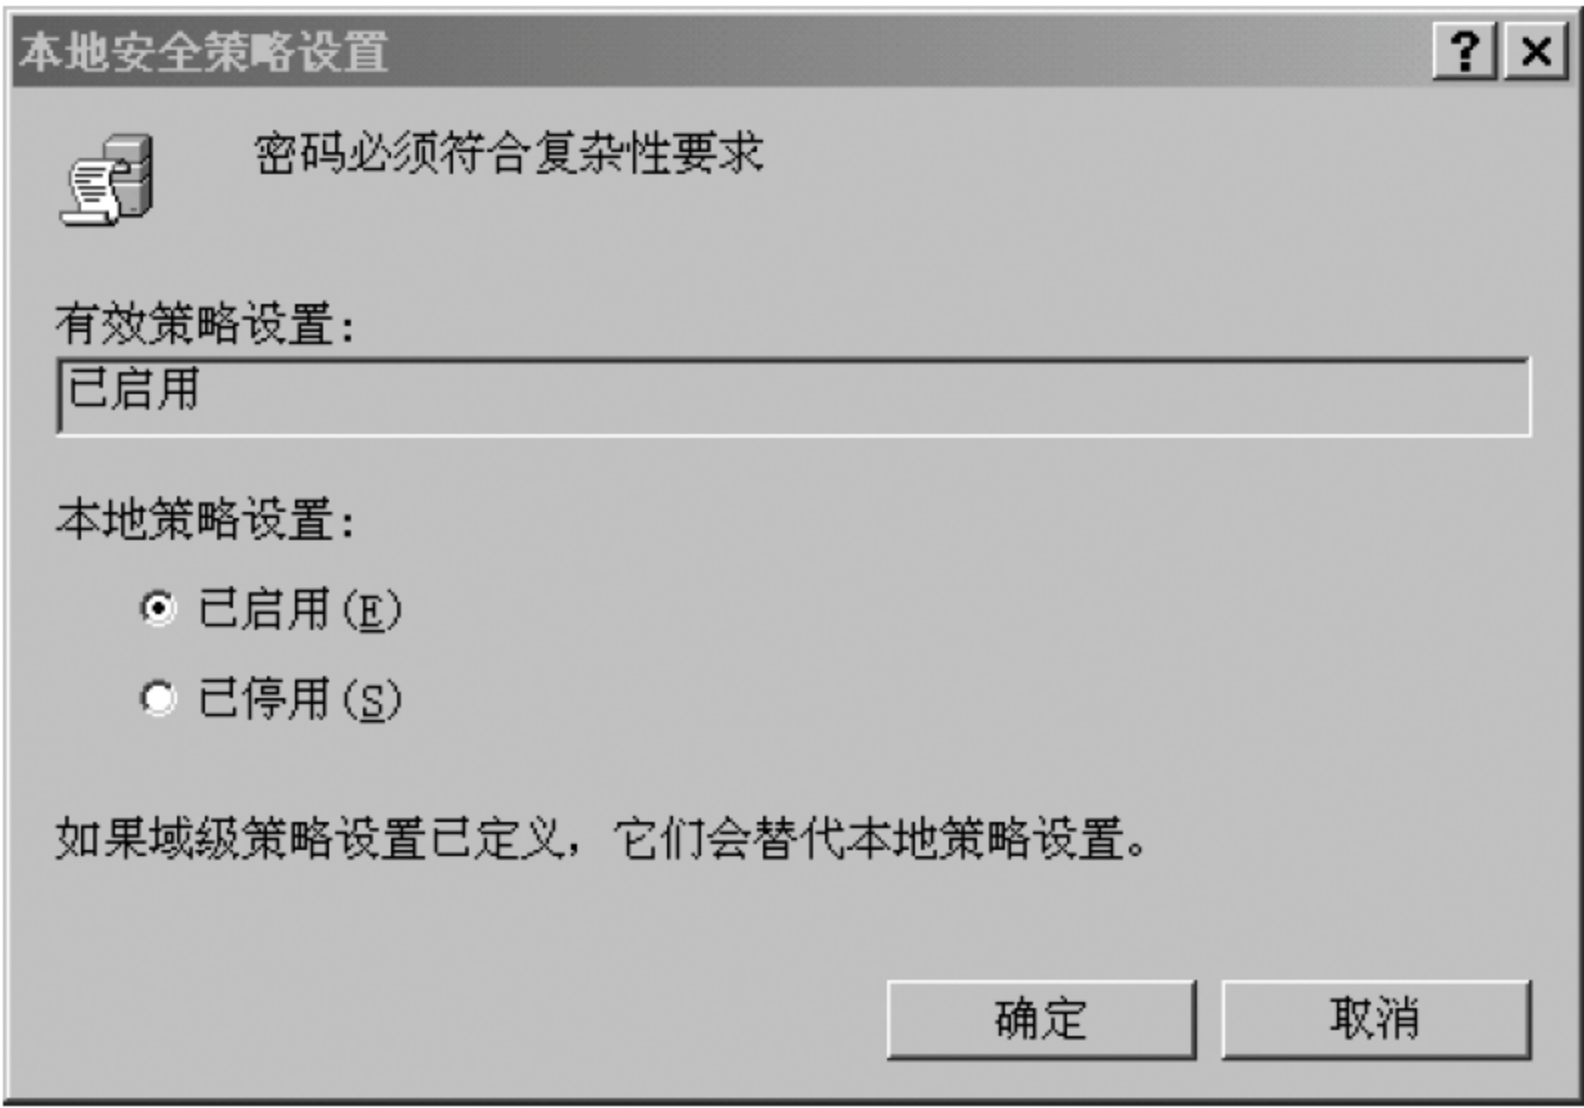 本地安全策略设置
密码必须符合复杂性要求
有效策略设置:
已启用
本地策略设置:
已启用(E)
已停用(S)
如果域级策略设置已定义，它们会替代本地策略设置。
确定 取消